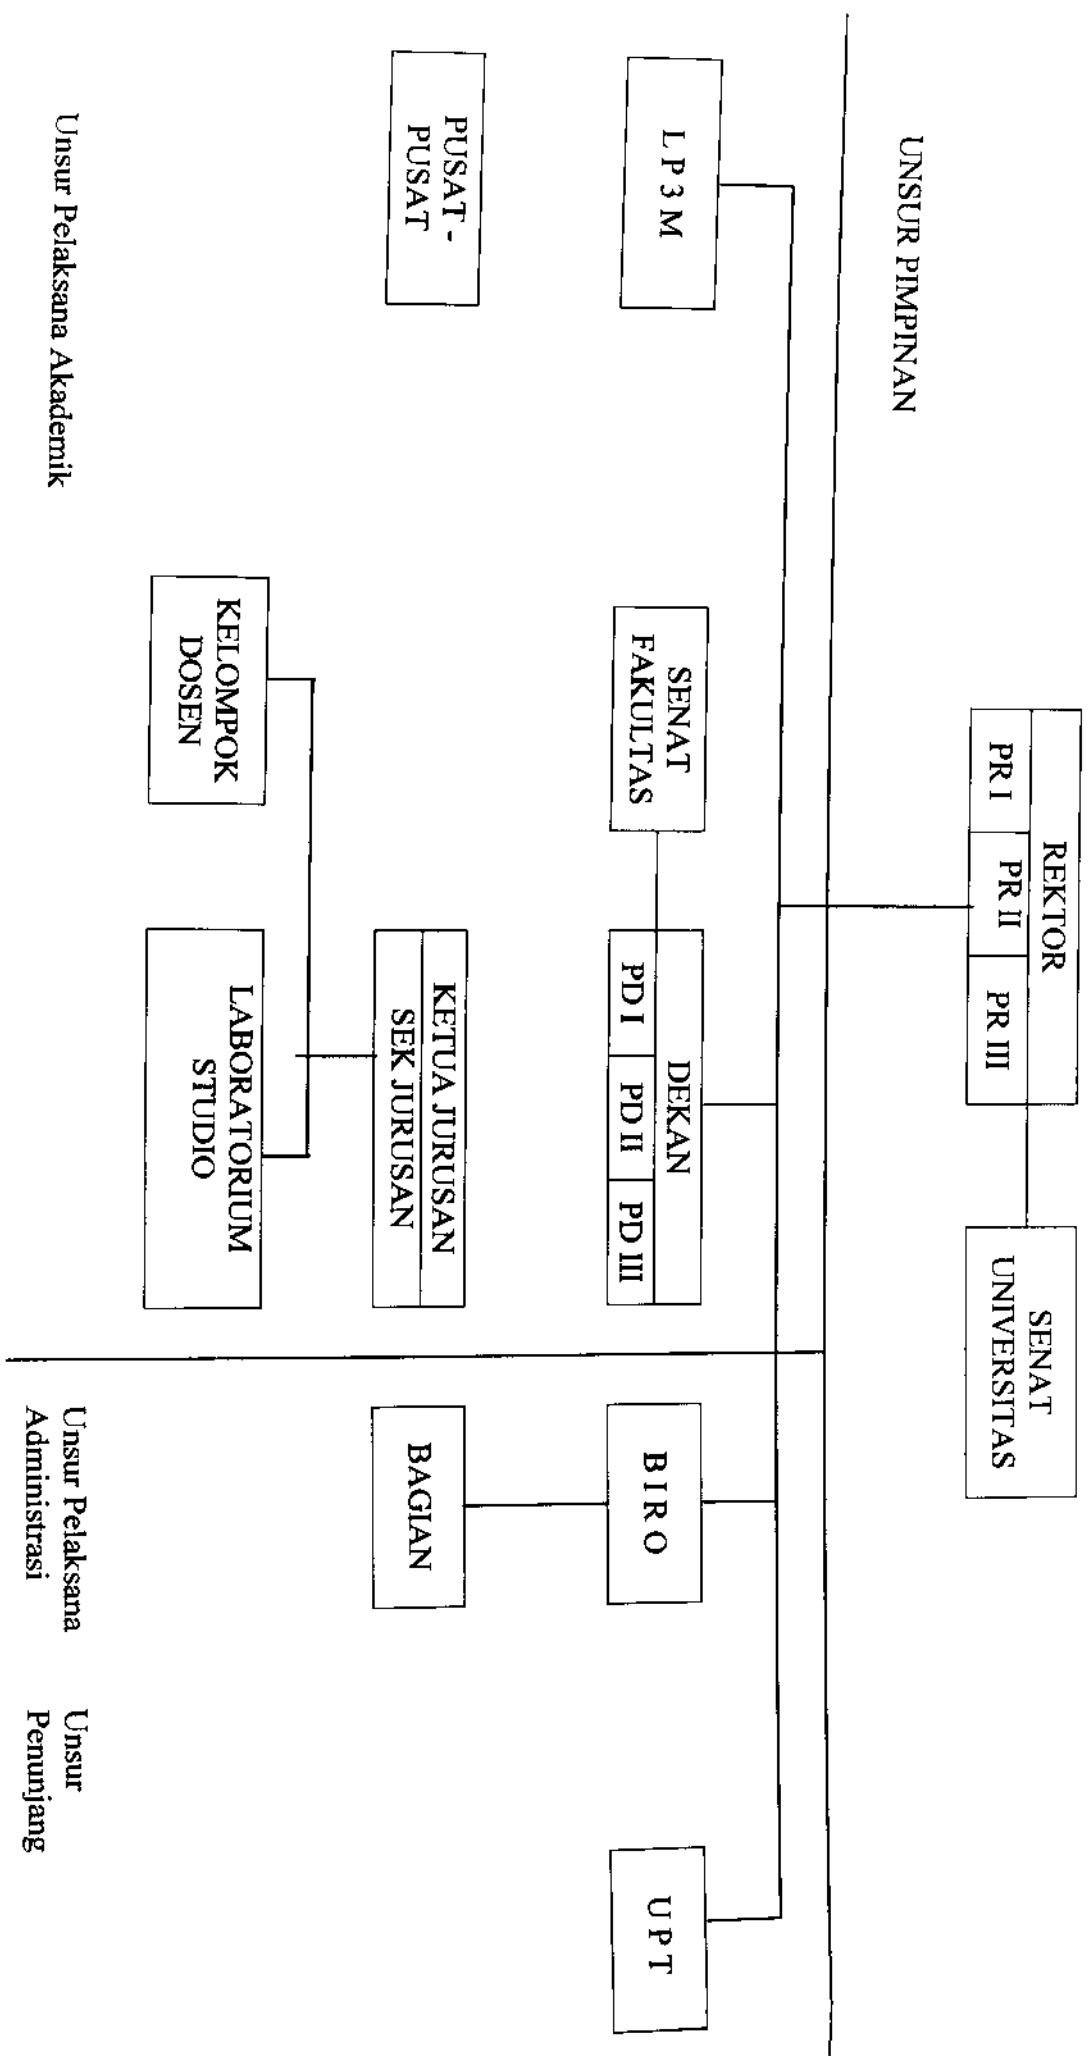 UNSUR PIMPINAN
REKTOR
PR I
PR II
PR III
SENAT
UNIVERSITAS
L P 3 M
SENAT
FAKULTAS
DEKAN
PD I
PD II
PD III
B I R O
U P T
PUSAT -
PUSAT
KETUA JURUSAN
SEK JURUSAN
BAGIAN
KELOMPOK
DOSEN
LABORATORIUM
STUDIO
Unsur Pelaksana Akademik
Unsur Pelaksana
Administrasi
Unsur
Penunjang